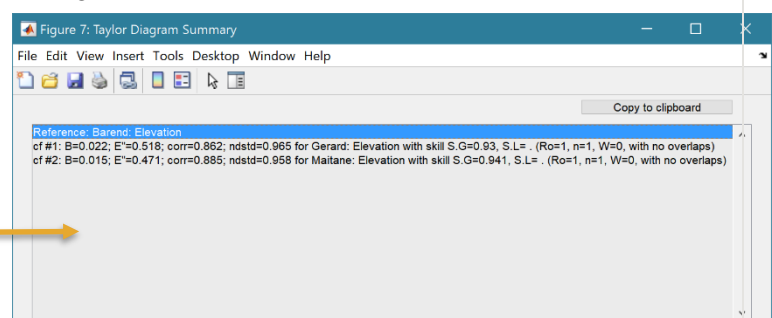 Figure 7: Taylor Diagram Summary
File Edit View Insert Tools Desktop Window Help
Copy to clipboard
Reference: Barend: Elevation
cf #1: B=0.022; E"=0.518; corr=0.862; ndstd=0.965 for Gerard: Elevation with skill S.G=0.93, S.L= . (Ro=1, n=1, W=0, with no overlaps)
cf #2: B=0.015; E"=0.471; corr=0.885; ndstd=0.958 for Maitane: Elevation with skill S.G=0.941, S.L= . (Ro=1, n=1, W=0, with no overlaps)